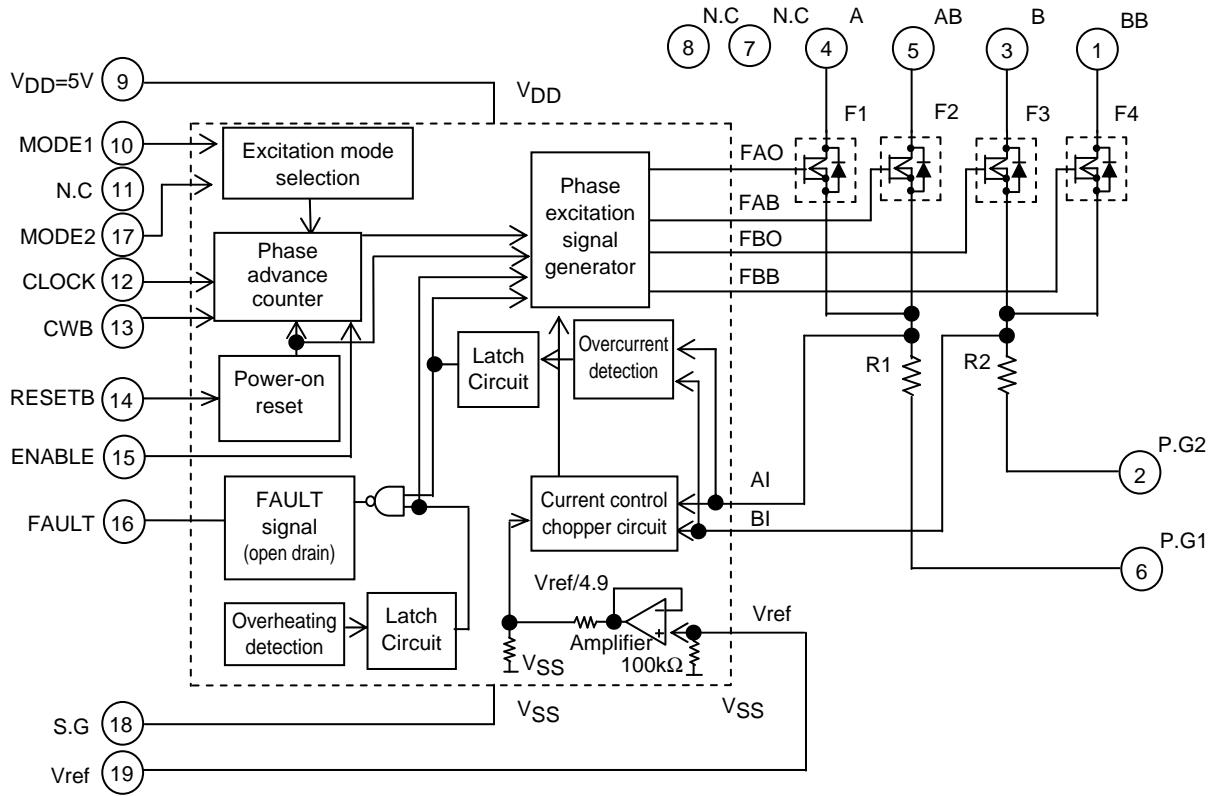 N.C N.C A AB B BB
8 7 4 5 3 1
VDD=5V 9
VDD
MODE1 10
N.C 11
MODE2 17
CLOCK 12
CWB 13
RESETB 14
ENABLE 15
FAULT 16
Excitation mode
selection
Phase
advance
counter
Power-on
reset
Phase
excitation
signal
generator
FAO
FAB
FBO
FBB
F1
F2
F3
F4
Latch
Circuit
Overcurrent
detection
R1
R2
P.G2
2
P.G1
6
FAULT
signal
(open drain)
Current control
chopper circuit
AI
BI
Overheating
detection
Latch
Circuit
Vref/4.9
Amplifier
+
Vref
100kΩ
VSS
VSS
VSS
S.G 18
Vref 19